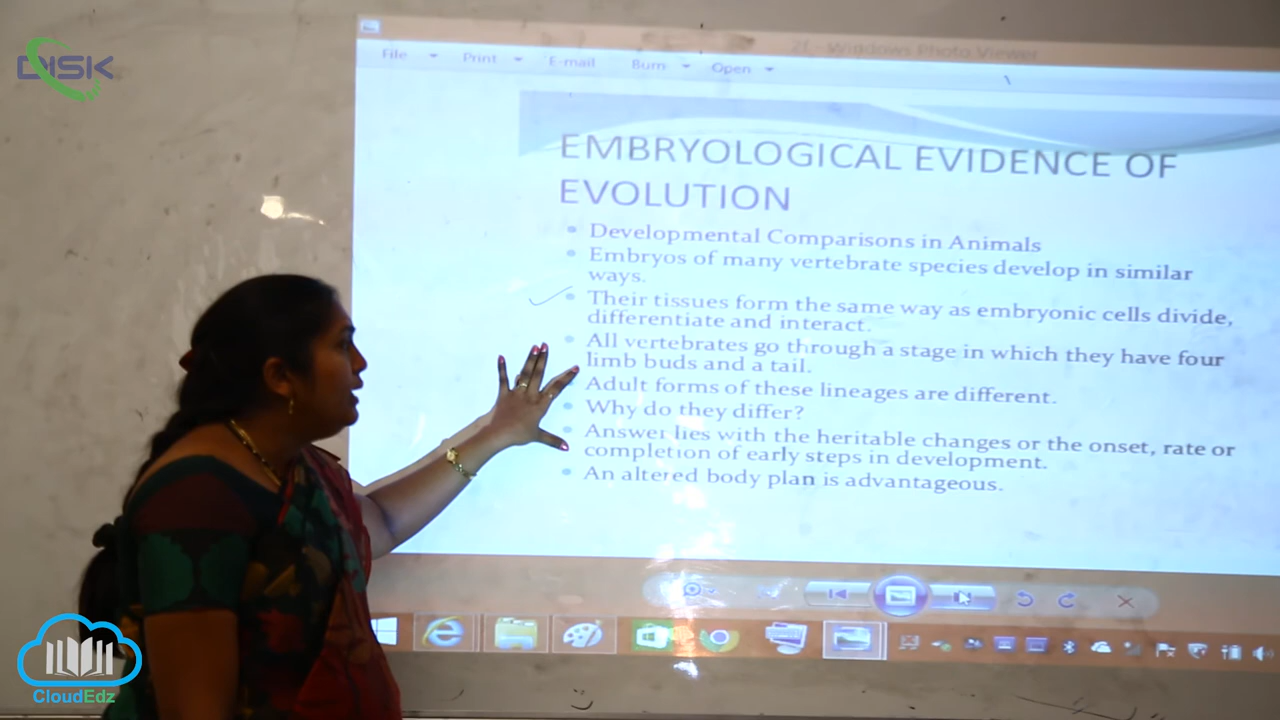 DISK
21 - Windows Photo Viewer
File Print E-mail Burn Open
EMBRYOLOGICAL EVIDENCE OF
EVOLUTION
Developmental Comparisons in Animals
Embryos of many vertebrate species develop in similar
ways.
Their tissues form the same way as embryonic cells divide,
differentiate and interact.
All vertebrates go through a stage in which they have four
limb buds and a tail.
Adult forms of these lineages are different.
Why do they differ?
Answer lies with the heritable changes or the onset, rate or
completion of early steps in development.
An altered body plan is advantageous.
CloudEdz